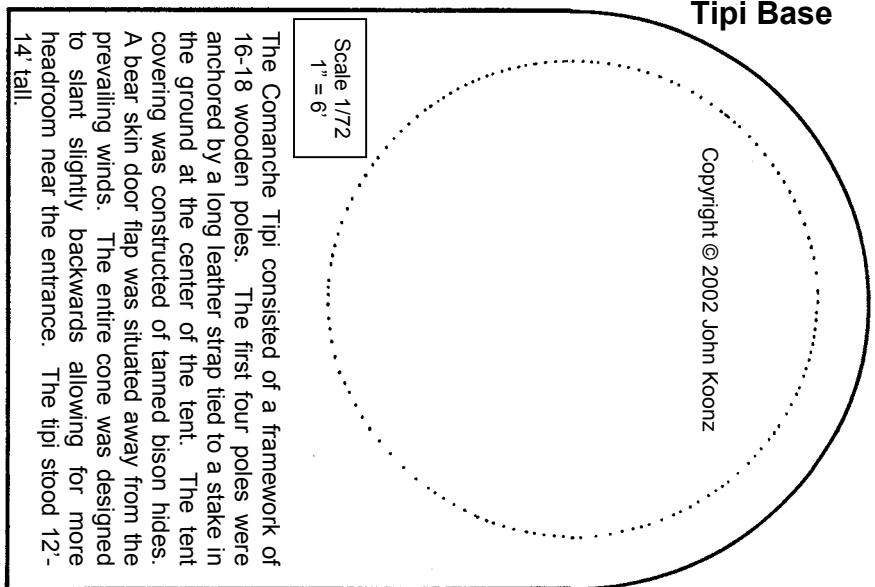 Tipi Base
Copyright © 2002 John Koonz
Scale 1/72
1" = 6'
The Comanche Tipi consisted of a framework of
16-18 wooden poles. The first four poles were
anchored by a long leather strap tied to a stake in
the ground at the center of the tent. The tent
covering was constructed of tanned bison hides.
A bear skin door flap was situated away from the
prevailing winds. The entire cone was designed
to slant slightly backwards allowing for more
headroom near the entrance. The tipi stood 12'-
14' tall.